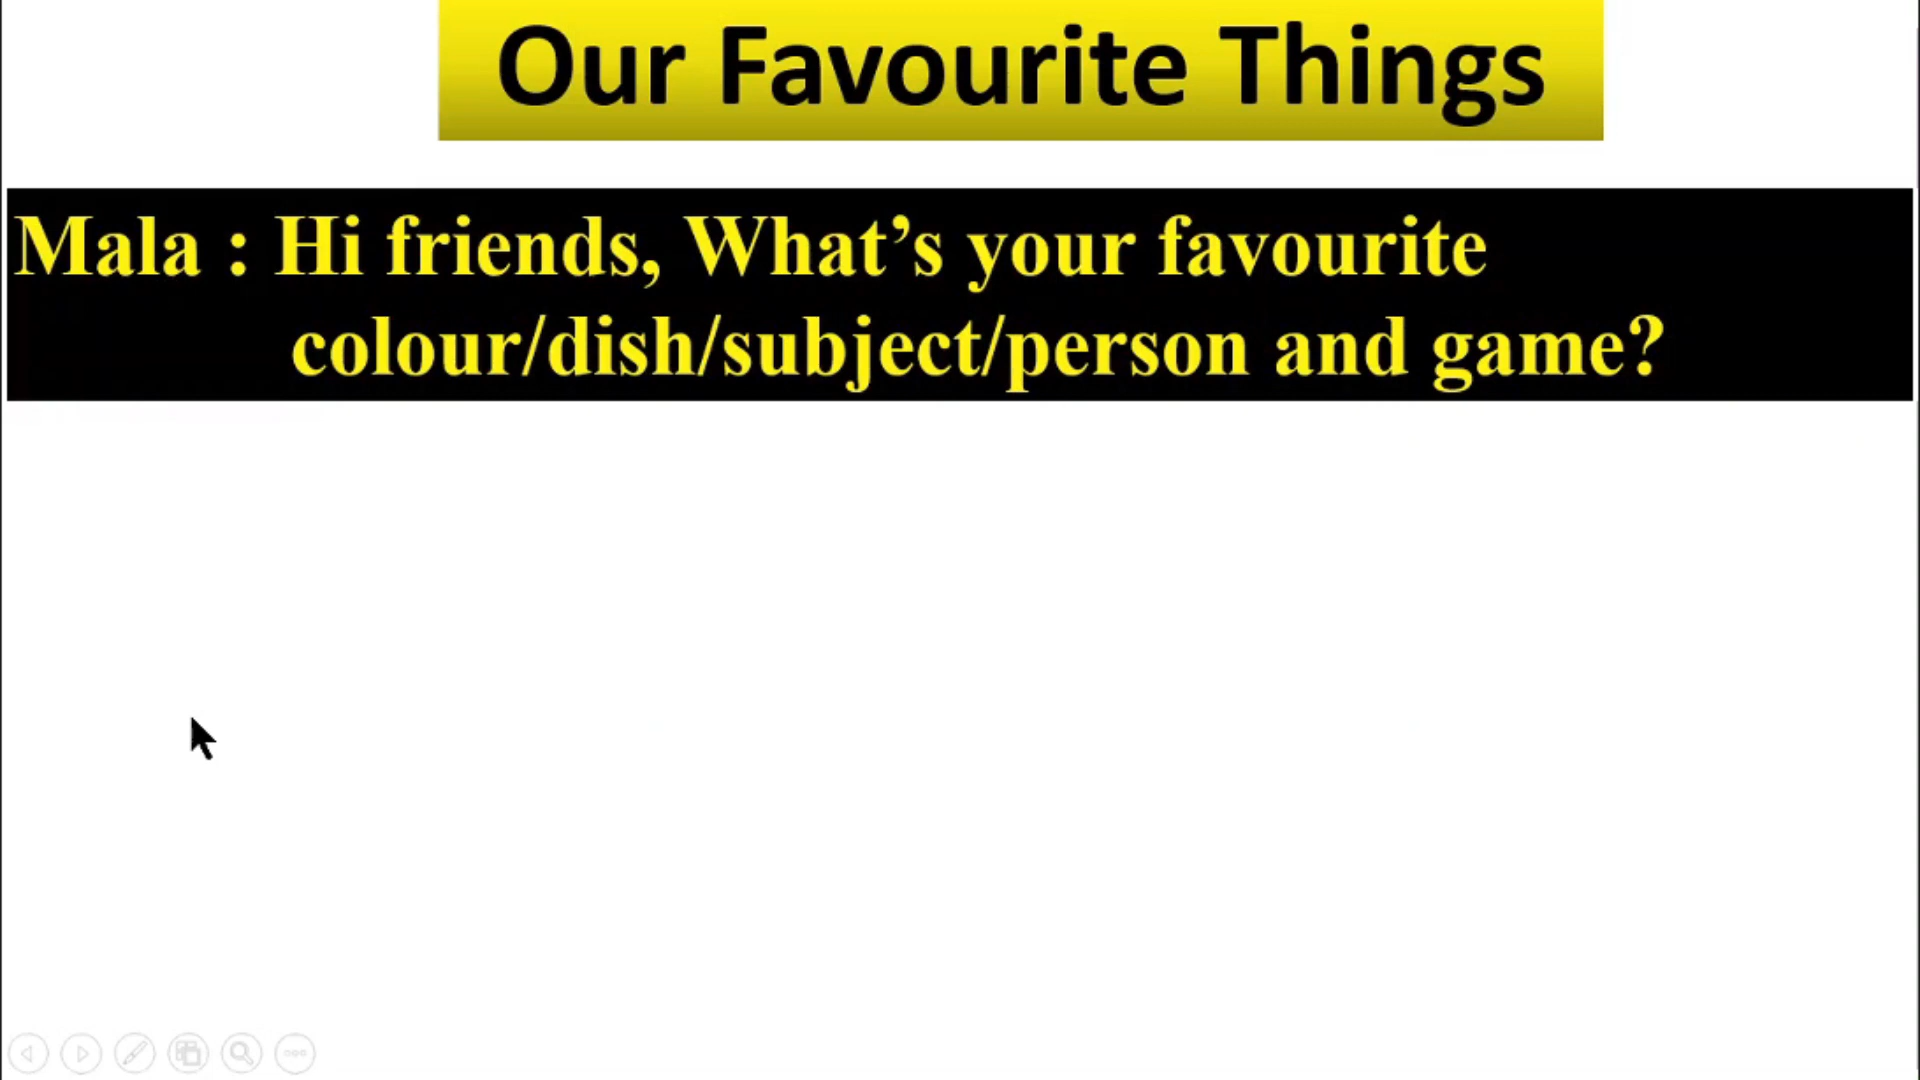 Our Favourite Things
Mala : Hi friends, What’s your favourite
colour/dish/subject/person and game?